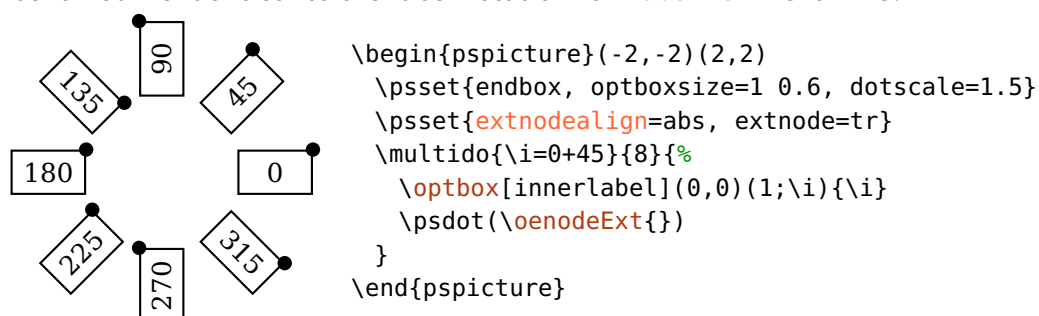 90
135
45
180
0
225
315
270
\begin{pspicture}(-2,-2)(2,2)
\psset{endbox, optboxsize=1 0.6, dotscale=1.5}
\psset{extnodealign=abs, extnode=tr}
\multido{\i=0+45}{8}{%
\optbox[innerlabel](0,0)(1;\i){\i}
\psdot(\oenodeExt{})
}
\end{pspicture}